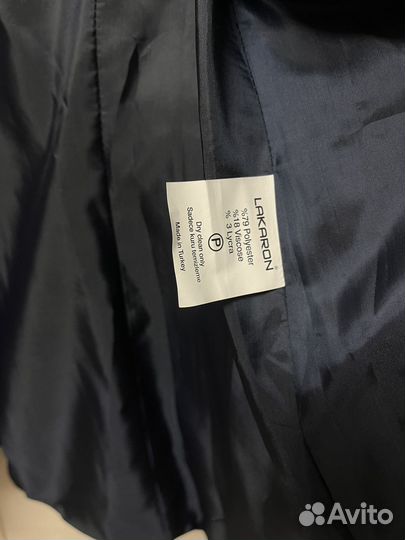 LAKARON
%79 Polyester
%18 Viscose
% 3 Lycra
P
Dry clean only
Sadece kuru temizleme
Made in Turkey
Avito